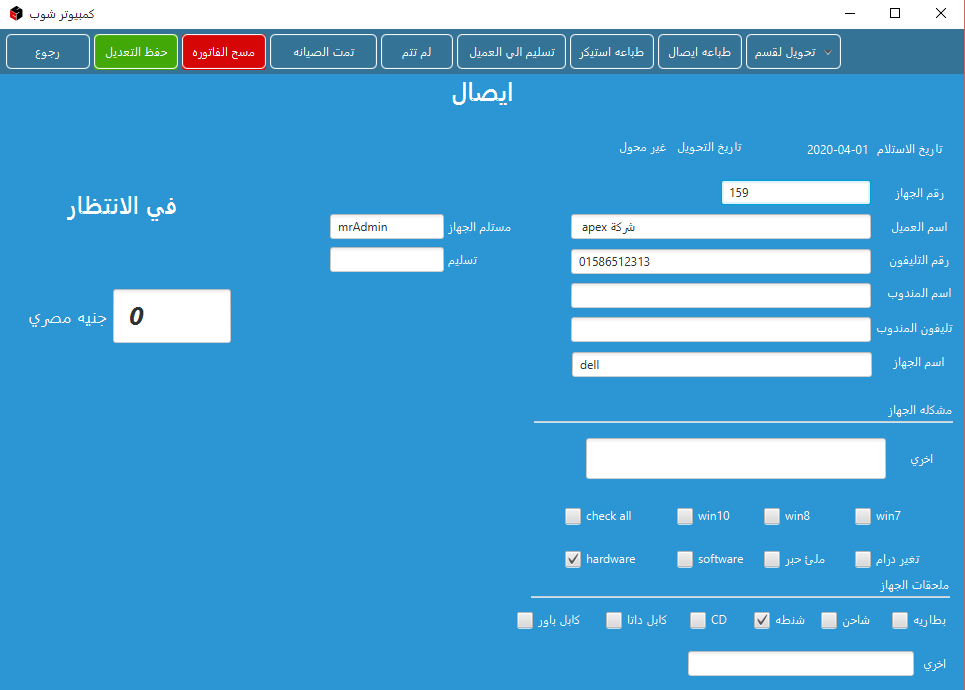 كمبيوتر شوب
تحويل لقسم طباعه ايصال طباعه استيكر تسليم الي العميل لم تتم تمت الصيانه مسح الفاتوره حفظ التعديل رجوع
ايصال
تاريخ الاستلام 2020-04-01 تاريخ التحويل غير محول
رقم الجهاز 159
في الانتظار
اسم العميل شركة apex مستلم الجهاز mrAdmin
رقم التليفون 01586512313 تسليم
اسم المندوب
0 جنيه مصري
تليفون المندوب
اسم الجهاز dell
مشكله الجهاز
اخري
win7 win8 win10 check all
تغير درام ملئ حبر software hardware
ملحقات الجهاز
بطاريه شاحن شنطه CD كابل داتا كابل باور
اخري